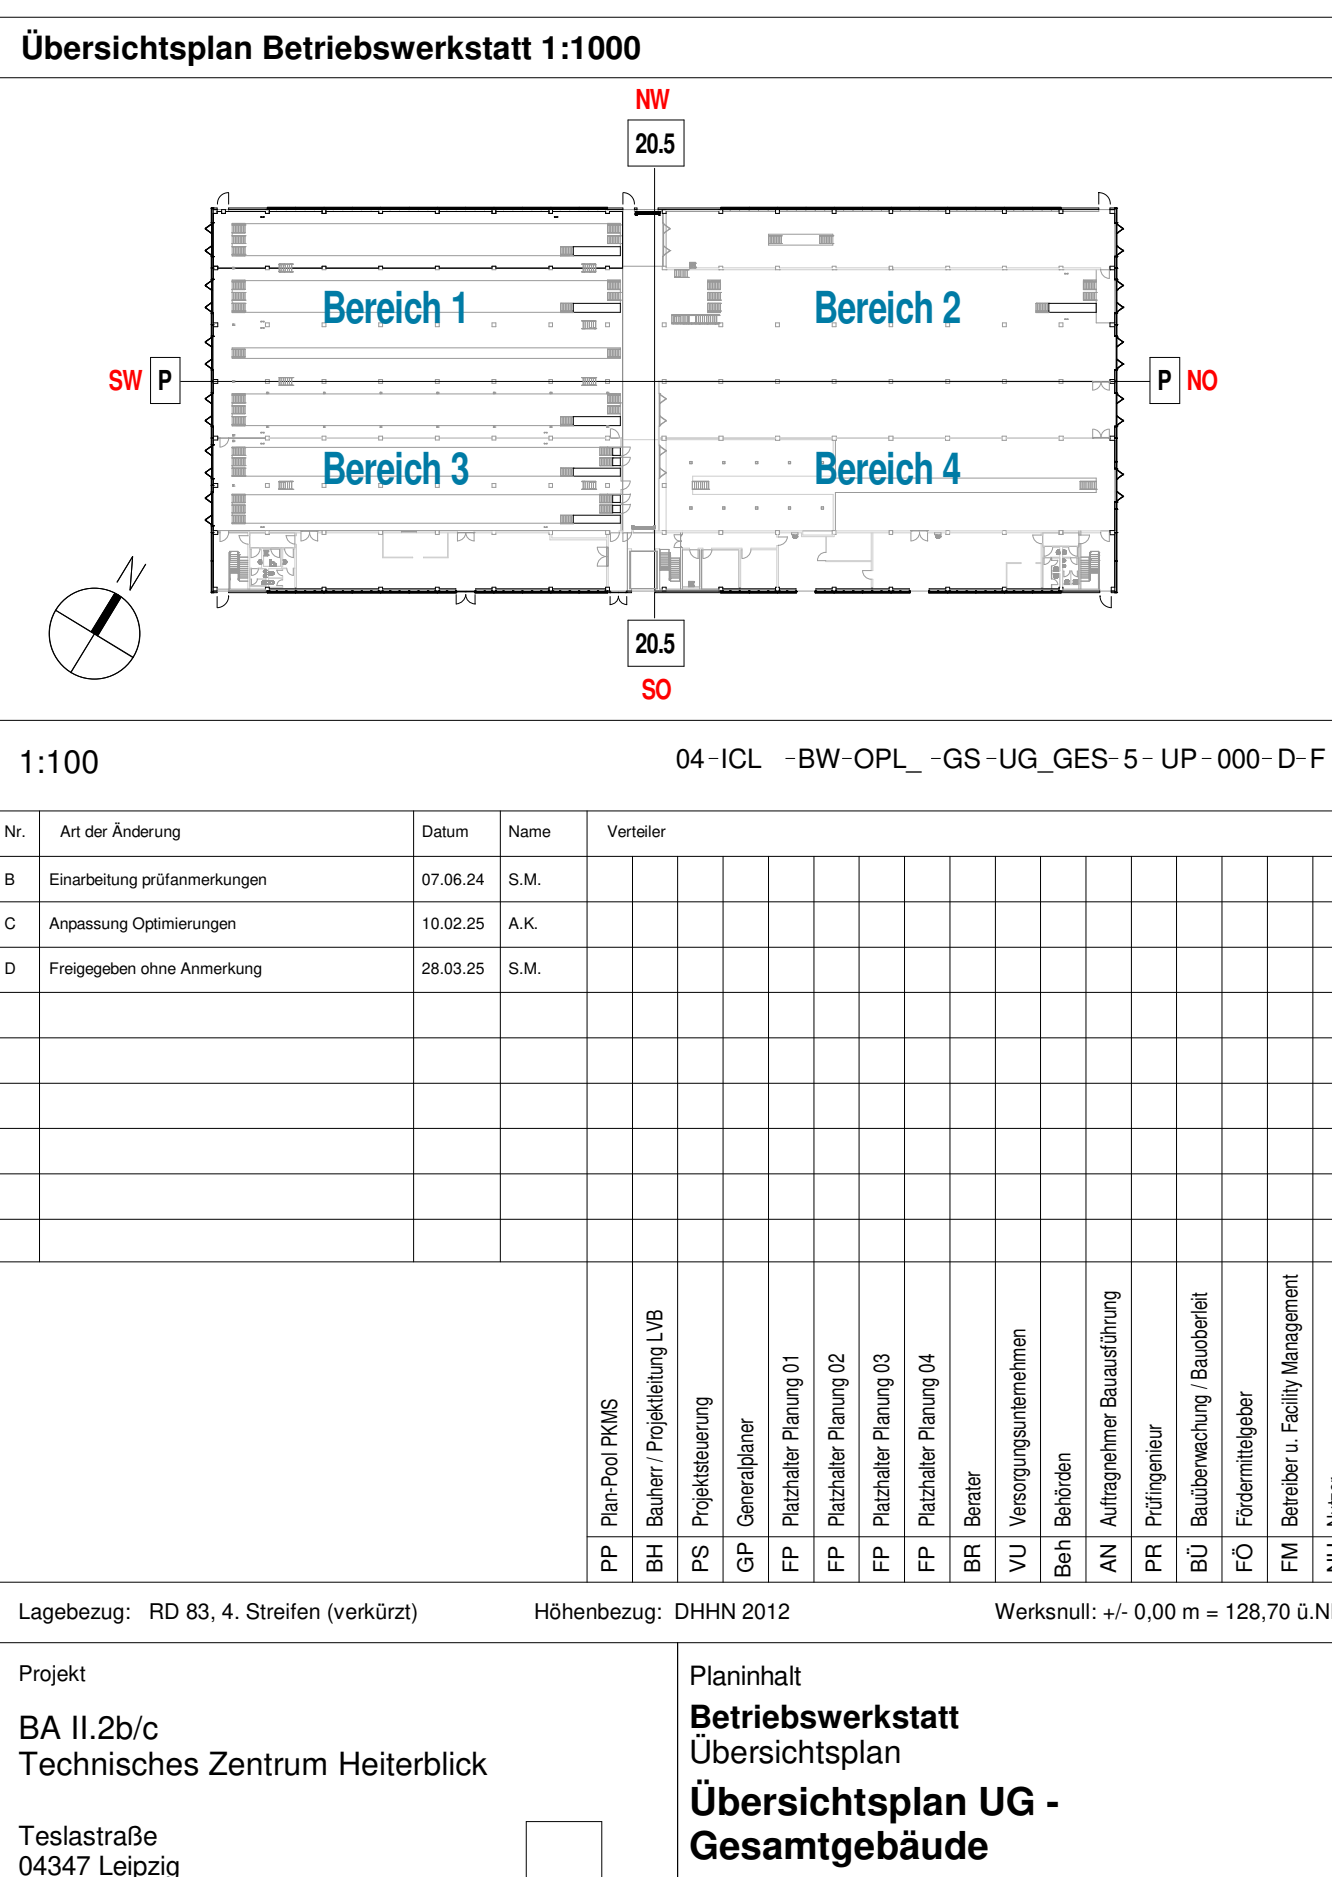 Übersichtsplan Betriebswerkstatt 1:1000
NW
20.5
Bereich 1
Bereich 2
SW P
P NO
Bereich 3
Bereich 4
N
20.5
SO
1:100
04-ICL -BW-OPL_ -GS-UG_GES-5-UP-000-D-F
Nr. Art der Änderung Datum Name Verteiler
B Einarbeitung prüfanmerkungen 07.06.24 S.M.
C Anpassung Optimierungen 10.02.25 A.K.
D Freigegeben ohne Anmerkung 28.03.25 S.M.
PP Plan-Pool PKMS
BH Bauherr / Projektleitung LVB
PS Projektsteuerung
GP Generalplaner
FP Platzhalter Planung 01
FP Platzhalter Planung 02
FP Platzhalter Planung 03
FP Platzhalter Planung 04
BR Berater
VU Versorgungsunternehmen
Beh Behörden
AN Auftragnehmer Bauausführung
PR Prüfingenieur
BÜ Bauüberwachung / Bauoberleit
FÖ Fördermittelgeber
FM Betreiber u. Facility Management
Lagebezug: RD 83, 4. Streifen (verkürzt) Höhenbezug: DHHN 2012 Werksnull: +/- 0,00 m = 128,70 ü.N
Projekt
BA II.2b/c
Technisches Zentrum Heiterblick
Teslastraße
04347 Leipzig
Planinhalt
Betriebswerkstatt
Übersichtsplan
Übersichtsplan UG -
Gesamtgebäude